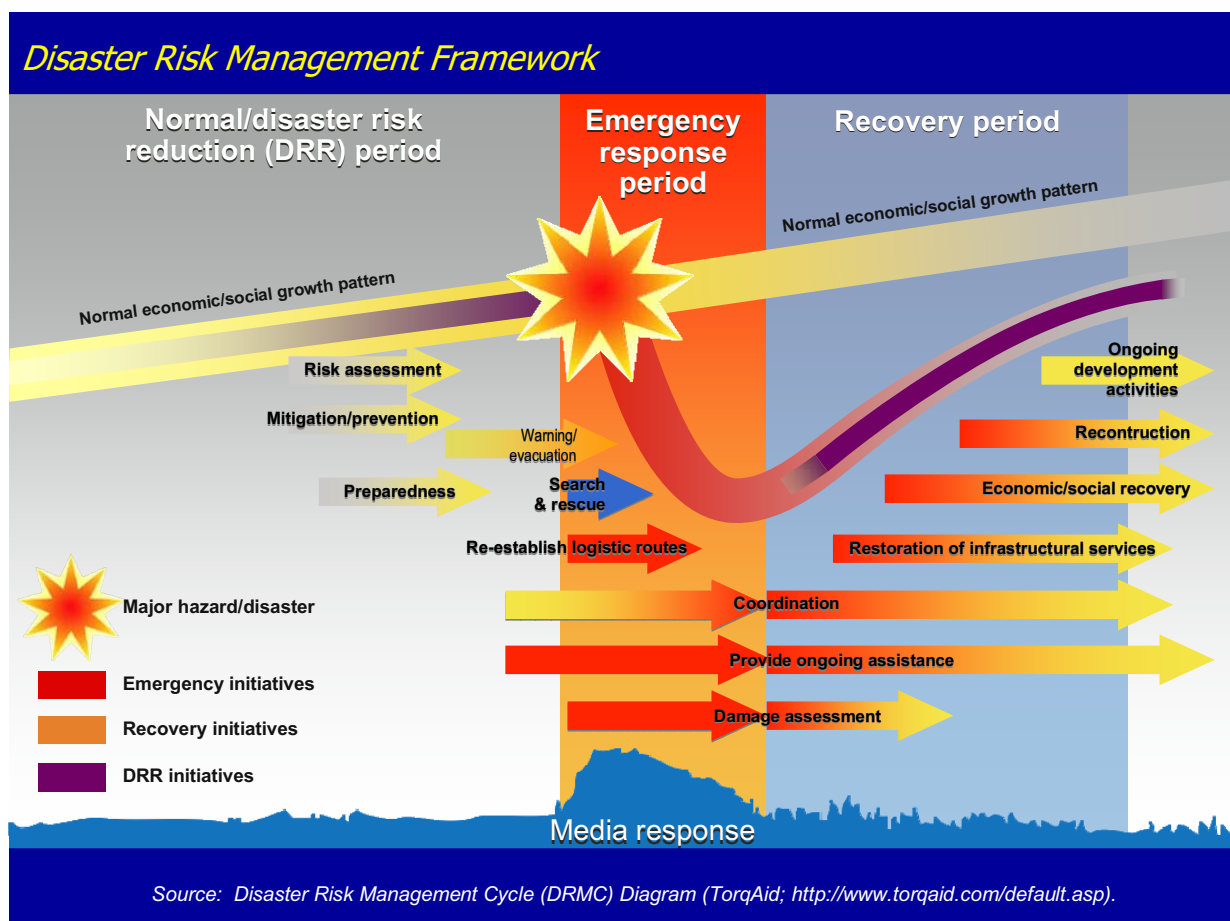 Disaster Risk Management Framework
Normal/disaster risk
reduction (DRR) period
Emergency
response
period
Recovery period
Normal economic/social growth pattern
Normal economic/social growth pattern
Risk assessment
Mitigation/prevention
Warning/
evacuation
Preparedness
Search
& rescue
Re-establish logistic routes
Ongoing
development
activities
Recontruction
Economic/social recovery
Restoration of infrastructural services
Coordination
Provide ongoing assistance
Damage assessment
Major hazard/disaster
Emergency initiatives
Recovery initiatives
DRR initiatives
Media response
Source:  Disaster Risk Management Cycle (DRMC) Diagram (TorqAid; http://www.torqaid.com/default.asp).